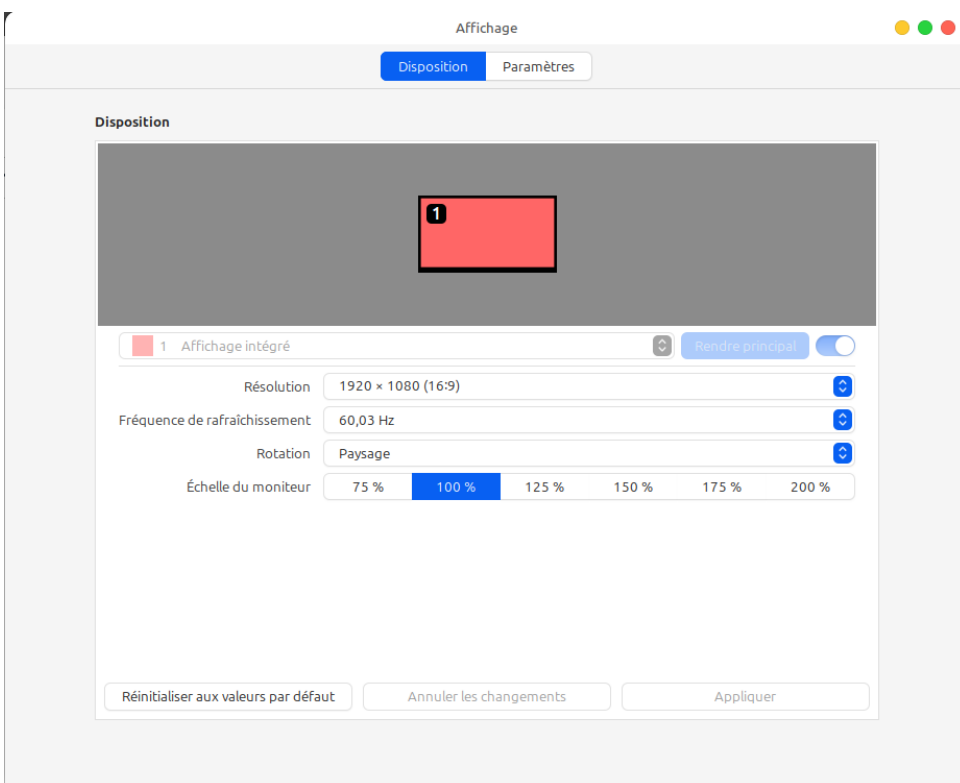 Affichage
Disposition Paramètres
Disposition
1
1 Affichage intégré Rendre principal
Résolution 1920 × 1080 (16:9)
Fréquence de rafraîchissement 60,03 Hz
Rotation Paysage
Échelle du moniteur 75 % 100 % 125 % 150 % 175 % 200 %
Réinitialiser aux valeurs par défaut Annuler les changements Appliquer